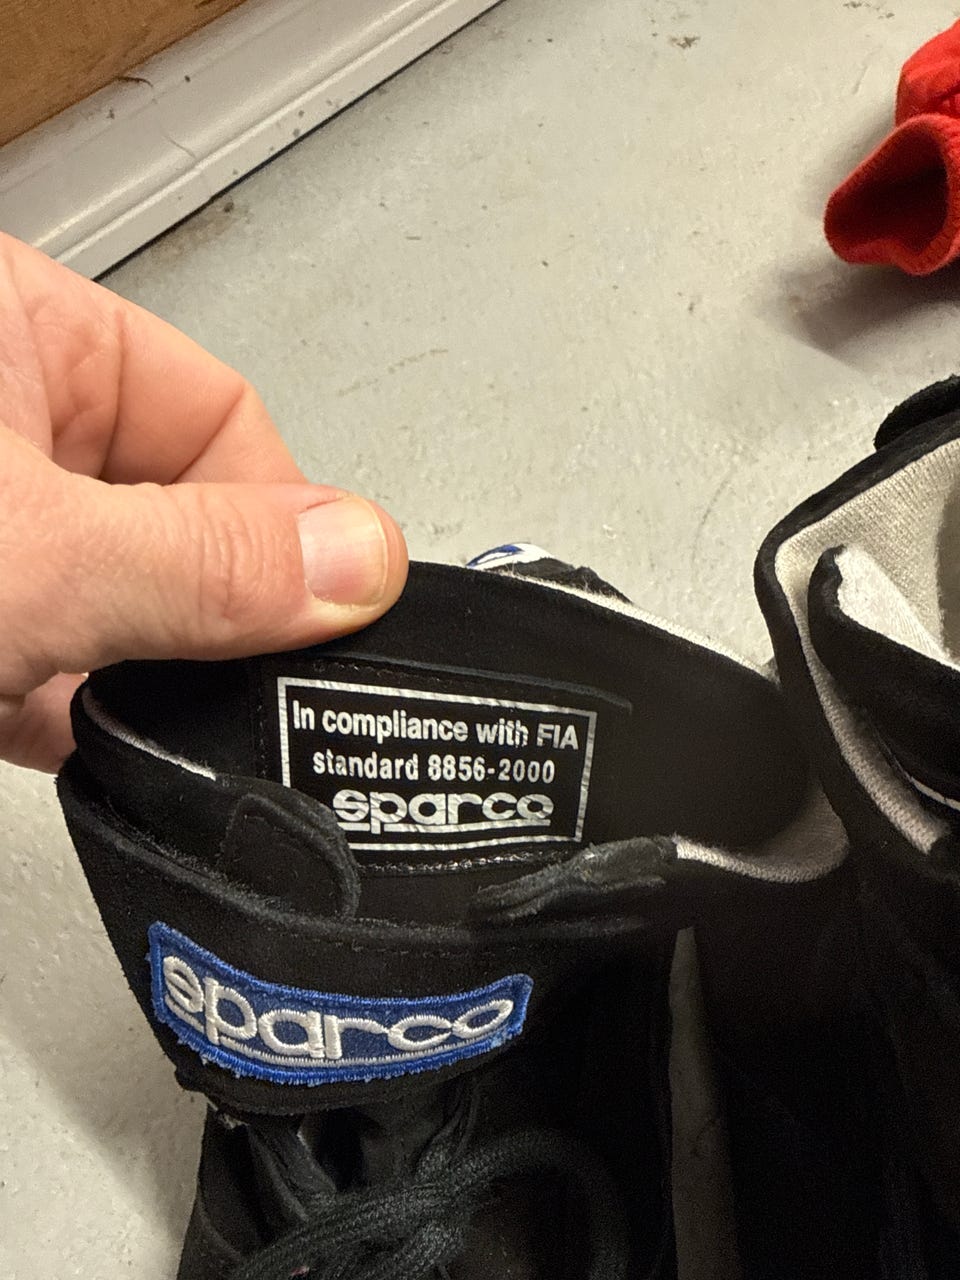 In compliance with FIA
standard 8856-2000
sparco
sparco